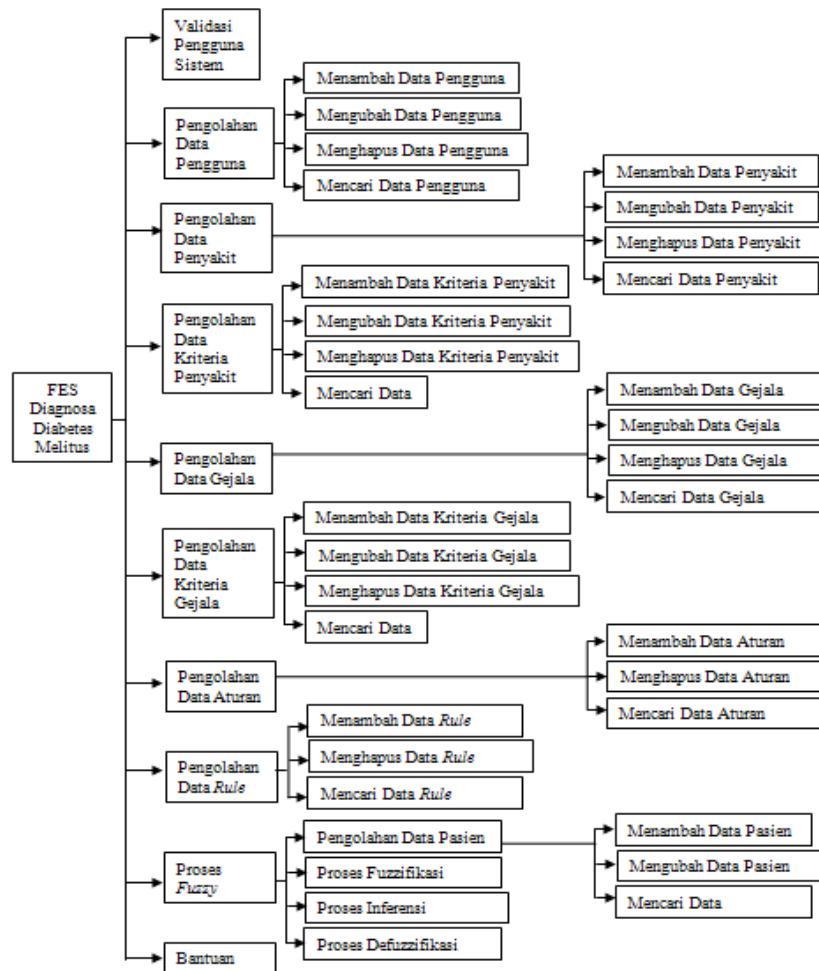 FES
Diagnosa
Diabetes
Melitus
Validasi
Pengguna
Sistem
Pengolahan
Data
Pengguna
Menambah Data Pengguna
Mengubah Data Pengguna
Menghapus Data Pengguna
Mencari Data Pengguna
Pengolahan
Data
Penyakit
Menambah Data Penyakit
Mengubah Data Penyakit
Menghapus Data Penyakit
Mencari Data Penyakit
Pengolahan
Data
Kriteria
Penyakit
Menambah Data Kriteria Penyakit
Mengubah Data Kriteria Penyakit
Menghapus Data Kriteria Penyakit
Mencari Data
Pengolahan
Data Gejala
Menambah Data Gejala
Mengubah Data Gejala
Menghapus Data Gejala
Mencari Data Gejala
Pengolahan
Data
Kriteria
Gejala
Menambah Data Kriteria Gejala
Mengubah Data Kriteria Gejala
Menghapus Data Kriteria Gejala
Mencari Data
Pengolahan
Data Aturan
Menambah Data Aturan
Menghapus Data Aturan
Mencari Data Aturan
Pengolahan
Data Rule
Menambah Data Rule
Menghapus Data Rule
Mencari Data Rule
Proses
Fuzzy
Pengolahan Data Pasien
Proses Fuzzifikasi
Proses Inferensi
Proses Defuzzifikasi
Menambah Data Pasien
Mengubah Data Pasien
Mencari Data
Bantuan